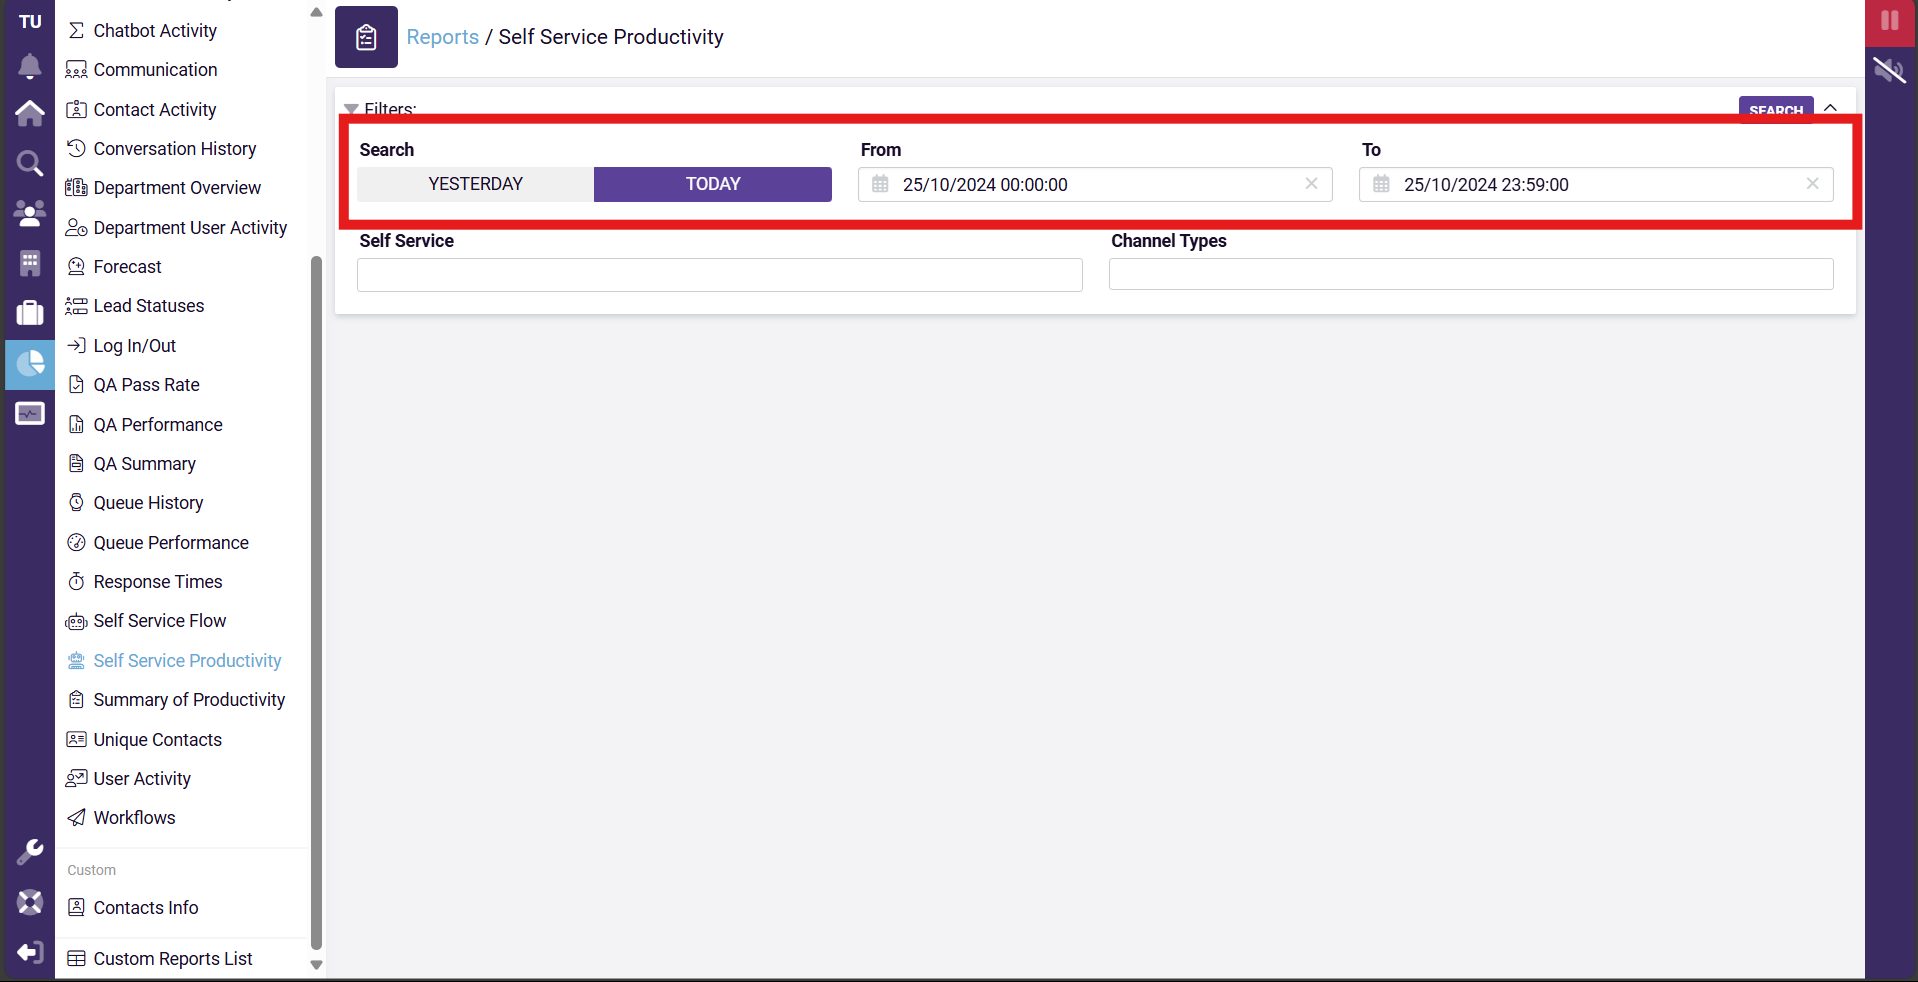 TU
Chatbot Activity
Communication
Contact Activity
Conversation History
Department Overview
Department User Activity
Forecast
Lead Statuses
Log In/Out
QA Pass Rate
QA Performance
QA Summary
Queue History
Queue Performance
Response Times
Self Service Flow
Self Service Productivity
Summary of Productivity
Unique Contacts
User Activity
Workflows
Custom
Contacts Info
Custom Reports List
Reports / Self Service Productivity
Filters: SEARCH
Search From To
YESTERDAY TODAY 25/10/2024 00:00:00 25/10/2024 23:59:00
Self Service Channel Types